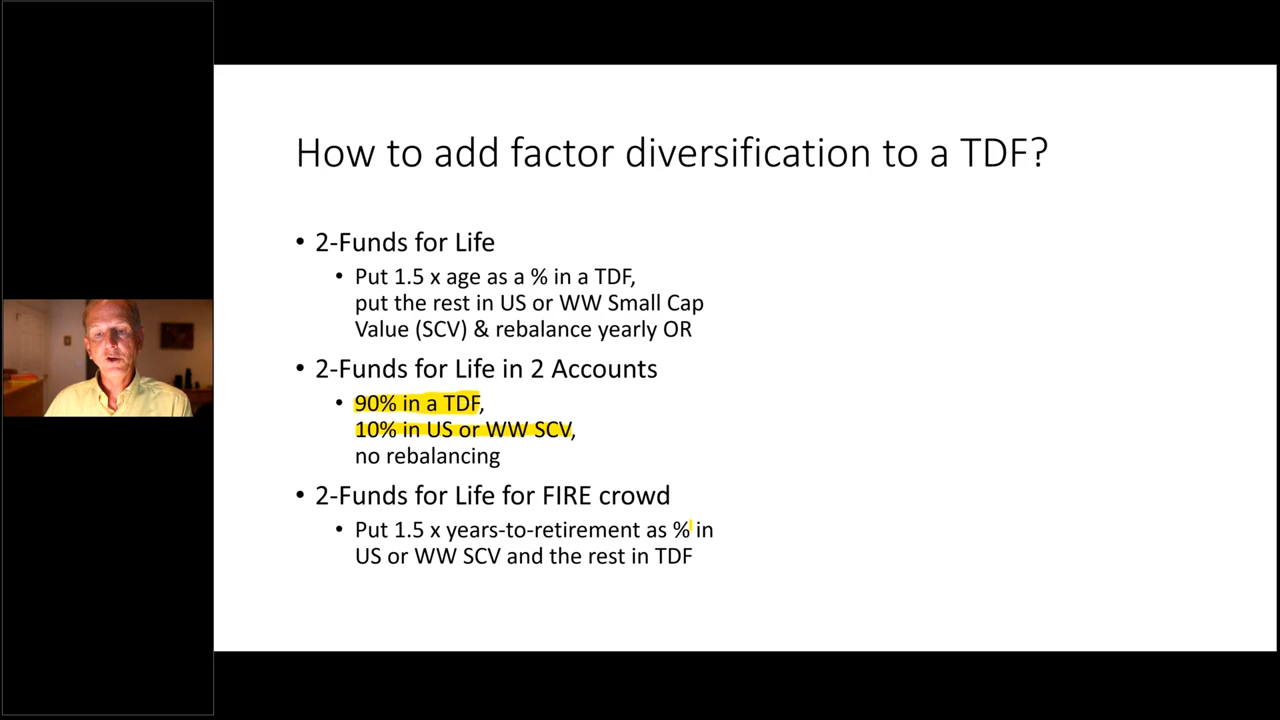 How to add factor diversification to a TDF?
• 2-Funds for Life
• Put 1.5 x age as a % in a TDF,
put the rest in US or WW Small Cap
Value (SCV) & rebalance yearly OR
• 2-Funds for Life in 2 Accounts
• 90% in a TDF,
10% in US or WW SCV,
no rebalancing
• 2-Funds for Life for FIRE crowd
• Put 1.5 x years-to-retirement as % in
US or WW SCV and the rest in TDF